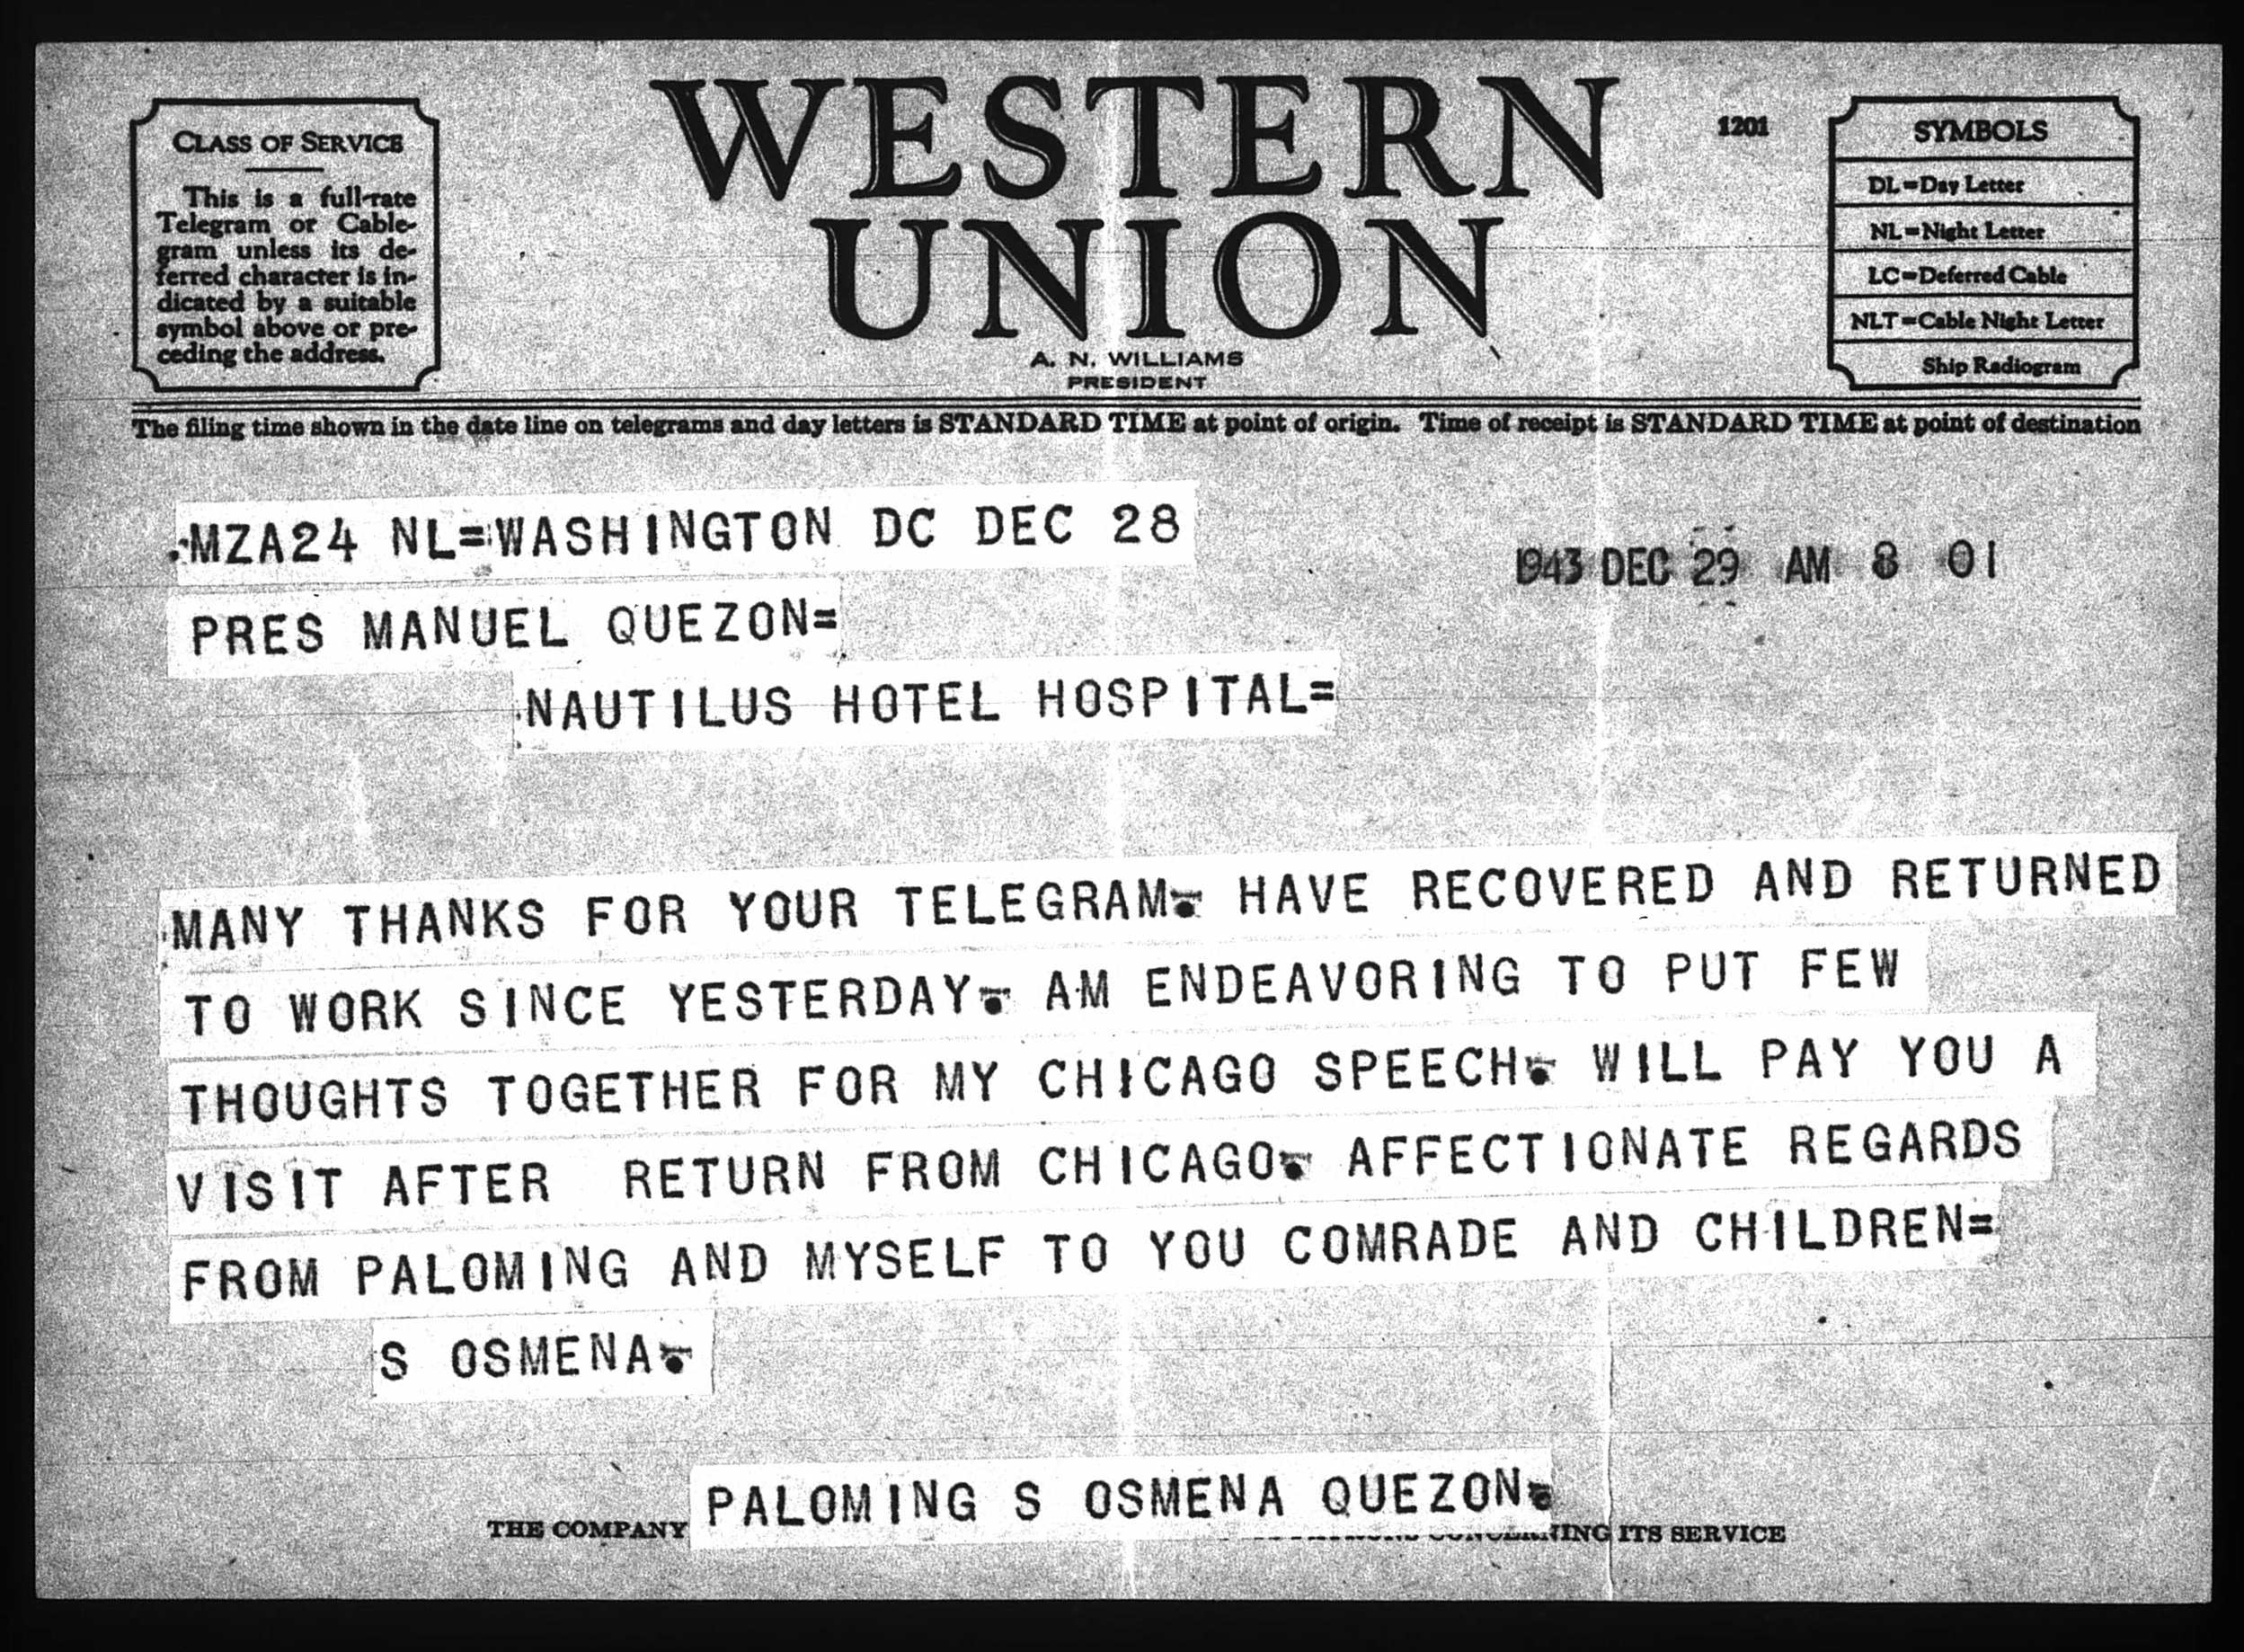 CLASS OF SERVICE
This is a full-rate
Telegram or Cable-
gram unless its de-
ferred character is in-
dicated by a suitable
symbol above or pre-
ceding the address.
WESTERN
UNION
A. N. WILLIAMS
PRESIDENT
1201
SYMBOLS
DL=Day Letter
NL=Night Letter
LC=Deferred Cable
NLT=Cable Night Letter
Ship Radiogram
The filing time shown in the date line on telegrams and day letters is STANDARD TIME at point of origin. Time of receipt is STANDARD TIME at point of destination
MZA24 NL=WASHINGTON DC DEC 28
1943 DEC 29 AM 8 01
PRES MANUEL QUEZON=
NAUTILUS HOTEL HOSPITAL=
MANY THANKS FOR YOUR TELEGRAM. HAVE RECOVERED AND RETURNED
TO WORK SINCE YESTERDAY. AM ENDEAVORING TO PUT FEW
THOUGHTS TOGETHER FOR MY CHICAGO SPEECH. WILL PAY YOU A
VISIT AFTER RETURN FROM CHICAGO. AFFECTIONATE REGARDS
FROM PALOMING AND MYSELF TO YOU COMRADE AND CHILDREN=
S OSMENA.
PALOMING S OSMENA QUEZON.
THE COMPANY ITS SERVICE